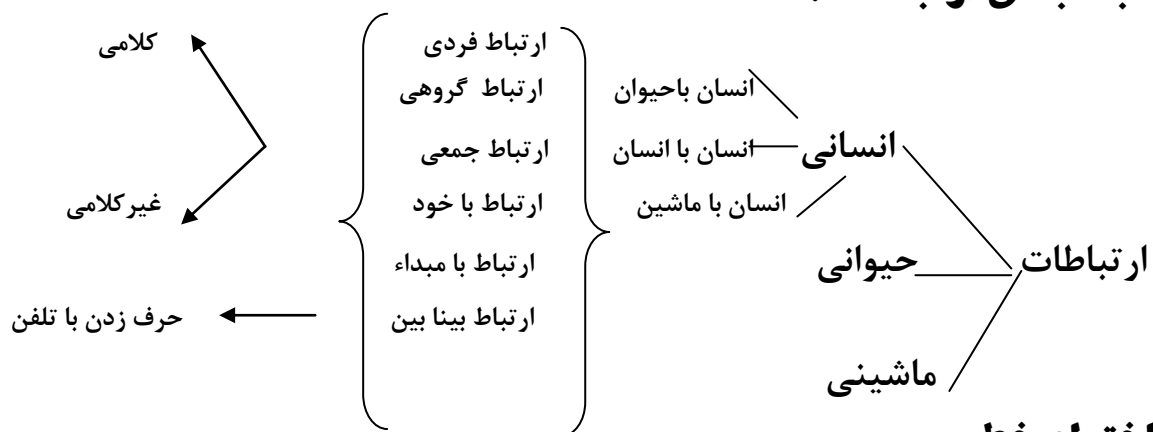 ارتباطات
انسانی
حیوانی
ماشینی
انسان باحیوان
انسان با انسان
انسان با ماشین
ارتباط فردی
ارتباط گروهی
ارتباط جمعی
ارتباط با خود
ارتباط با مبداء
ارتباط بینا بین
کلامی
غیرکلامی
حرف زدن با تلفن